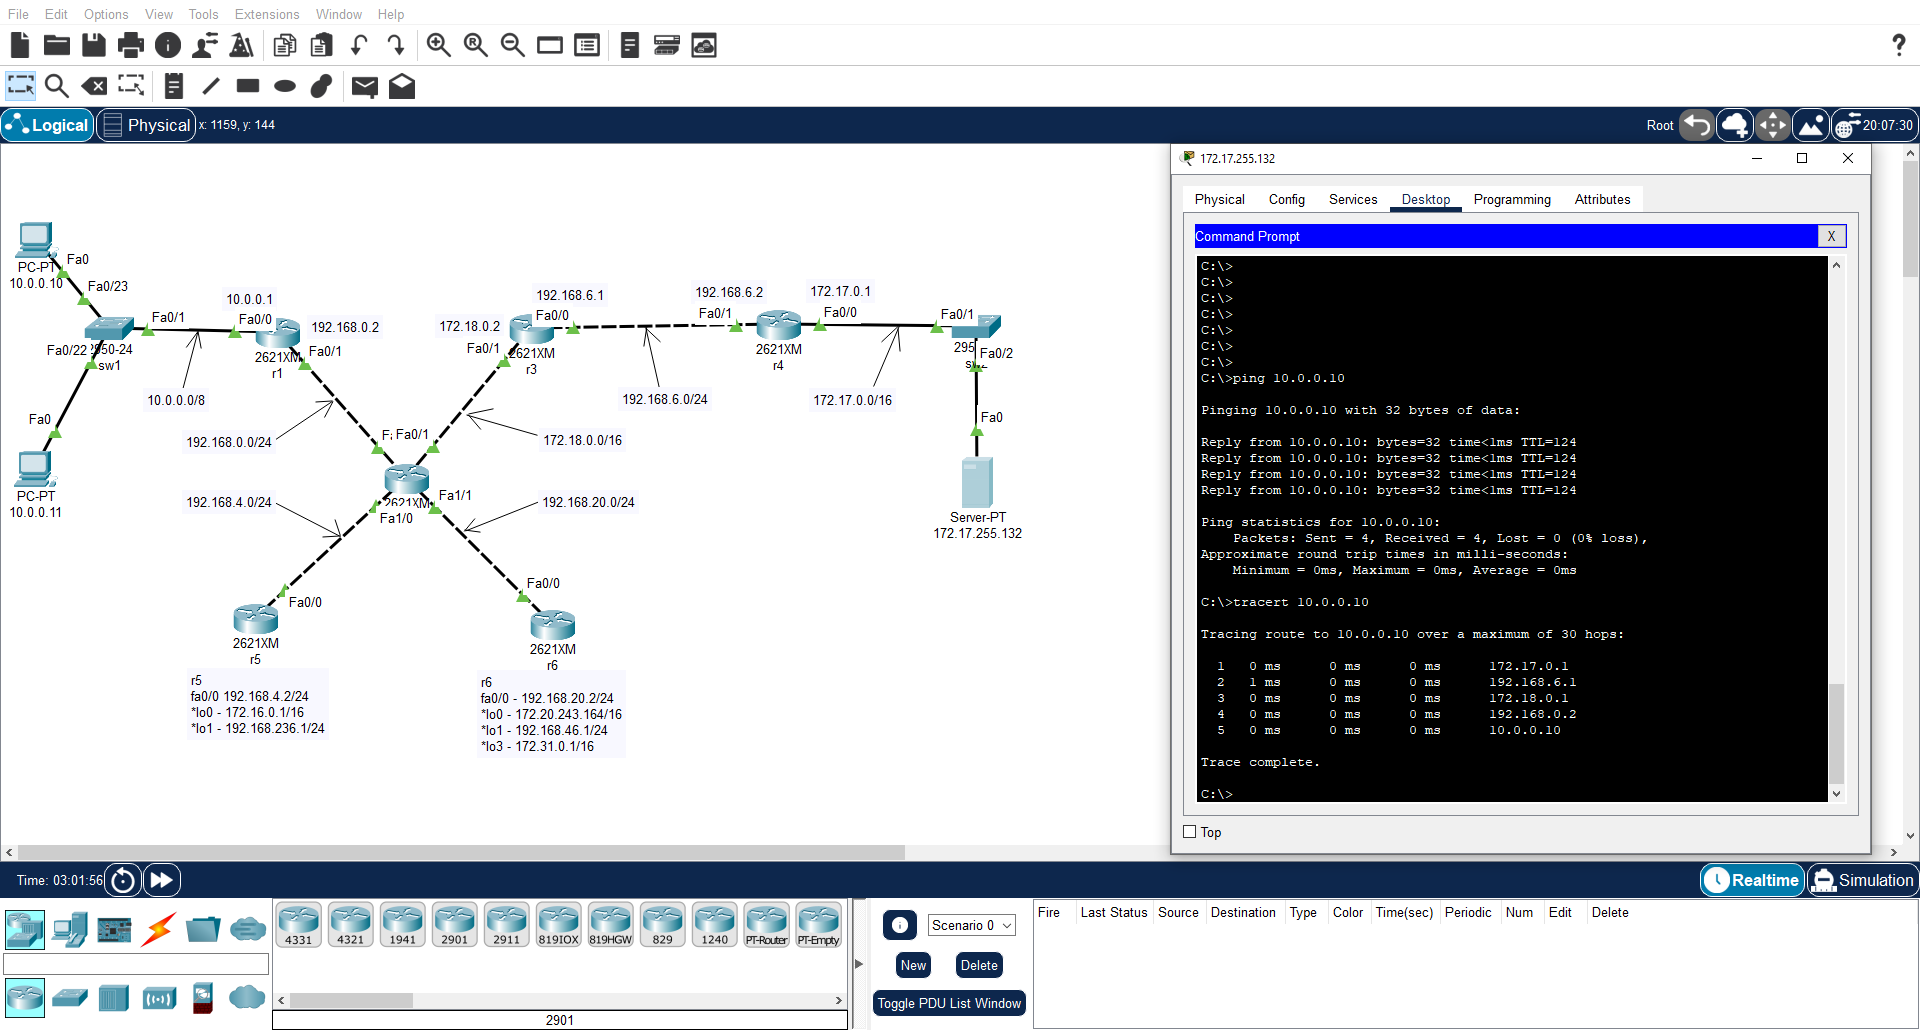 File Edit Options View Tools Extensions Window Help
?
Logical Physical x: 1159, y: 144 Root 20:07:30
172.17.255.132
Physical Config Services Desktop Programming Attributes
Command Prompt X
C:\>
C:\>
C:\>
C:\>
C:\>
C:\>
C:\>
C:\>ping 10.0.0.10
Pinging 10.0.0.10 with 32 bytes of data:
Reply from 10.0.0.10: bytes=32 time<1ms TTL=124
Reply from 10.0.0.10: bytes=32 time<1ms TTL=124
Reply from 10.0.0.10: bytes=32 time<1ms TTL=124
Reply from 10.0.0.10: bytes=32 time<1ms TTL=124
Ping statistics for 10.0.0.10:
Packets: Sent = 4, Received = 4, Lost = 0 (0% loss),
Approximate round trip times in milli-seconds:
Minimum = 0ms, Maximum = 0ms, Average = 0ms
C:\>tracert 10.0.0.10
Tracing route to 10.0.0.10 over a maximum of 30 hops:
1 0 ms 0 ms 0 ms 172.17.0.1
2 1 ms 0 ms 0 ms 192.168.6.1
3 0 ms 0 ms 0 ms 172.18.0.1
4 0 ms 0 ms 0 ms 192.168.0.2
5 0 ms 0 ms 0 ms 10.0.0.10
Trace complete.
C:\>
Top
Fa0
PC-PT
10.0.0.10
Fa0/23
Fa0/1
Fa0/22
950-24
sw1
10.0.0.1
Fa0/0
192.168.0.2
2621XM
Fa0/1
r1
10.0.0.0/8
Fa0
PC-PT
10.0.0.11
192.168.0.0/24
192.168.6.1
Fa0/0
172.18.0.2
Fa0/1
2621XM
r3
192.168.6.2
Fa0/1
172.17.0.1
Fa0/0
2621XM
r4
Fa0/1
295
Fa0/2
Fa0
Server-PT
172.17.255.132
192.168.6.0/24
172.17.0.0/16
172.18.0.0/16
Fa0/1
2621XM
Fa1/1
Fa1/0
192.168.4.0/24
192.168.20.0/24
Fa0/0
2621XM
r5
Fa0/0
2621XM
r6
r5
fa0/0 192.168.4.2/24
*lo0 - 172.16.0.1/16
*lo1 - 192.168.236.1/24
r6
fa0/0 - 192.168.20.2/24
*lo0 - 172.20.243.164/16
*lo1 - 192.168.46.1/24
*lo3 - 172.31.0.1/16
Time: 03:01:56 Realtime Simulation
4331 4321 1941 2901 2911 819IOX 819HGW 829 1240 PT-Router PT-Empty
2901
Scenario 0
New Delete
Toggle PDU List Window
Fire Last Status Source Destination Type Color Time(sec) Periodic Num Edit Delete